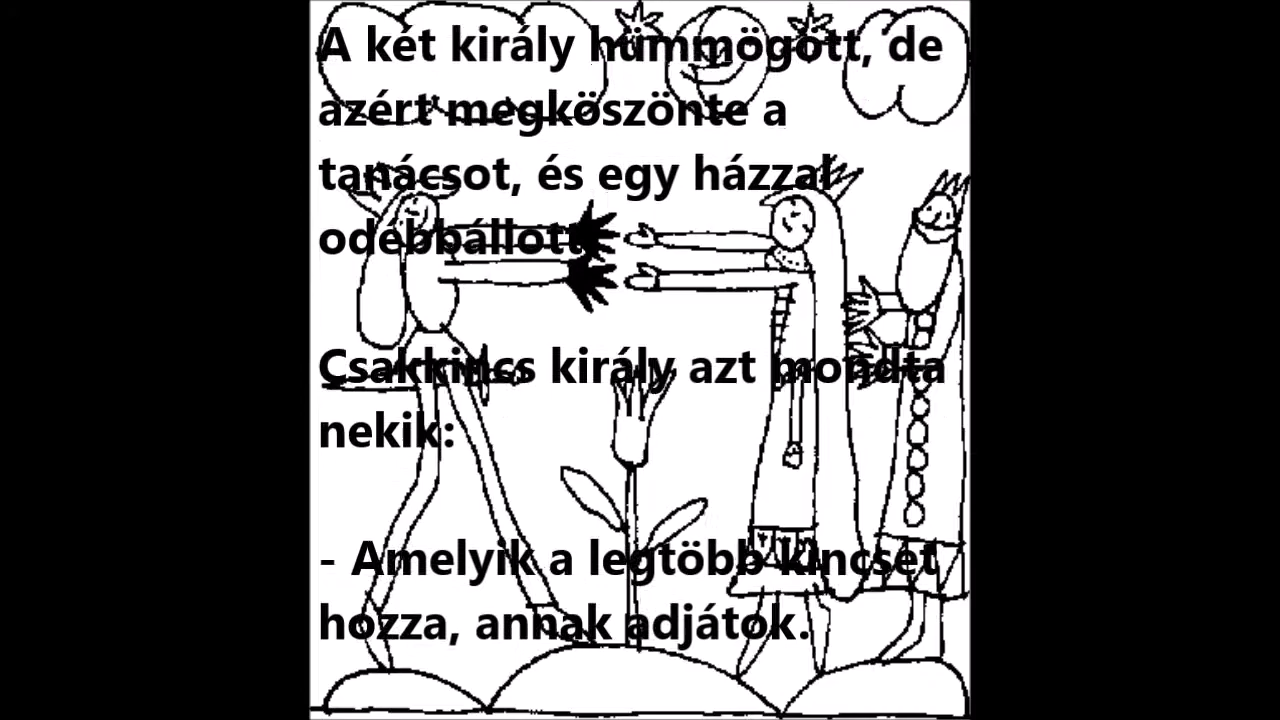 A két király hümmögött, de
azért megköszönte a
tanácsot, és egy házzal
odébbállott.
Csakkincs király azt mondta
nekik:
- Amelyik a legtöbb kincset
hozza, annak adjátok.